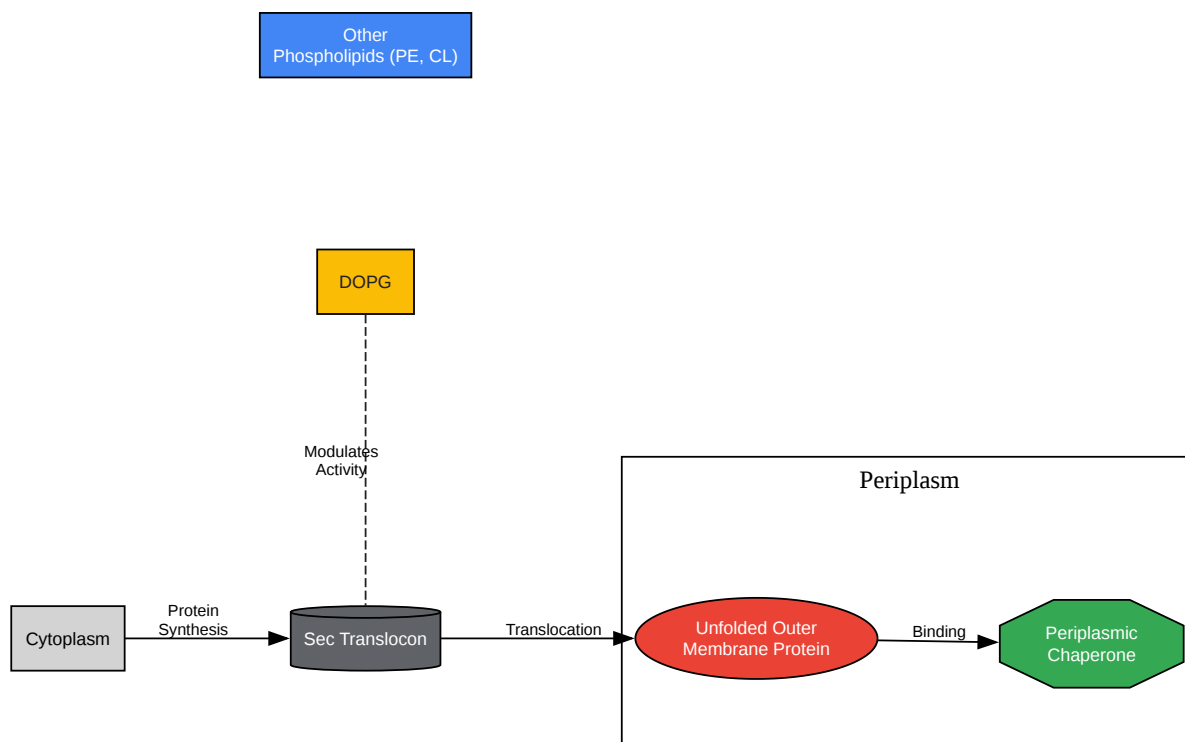 Other
Phospholipids (PE, CL)
DOPG
Modulates
Activity
Periplasm
Cytoplasm
Protein
Synthesis
Sec Translocon
Translocation
Unfolded Outer
Membrane Protein
Binding
Periplasmic
Chaperone